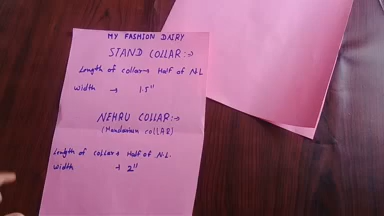 MY FASHION DAIRY
STAND COLLAR:->
Length of collar → Half of N.L
Width → 1.5"
NEHRU COLLAR:->
(Mandarian COLLAR)
Length of collar → Half of N.L.
Width → 2"